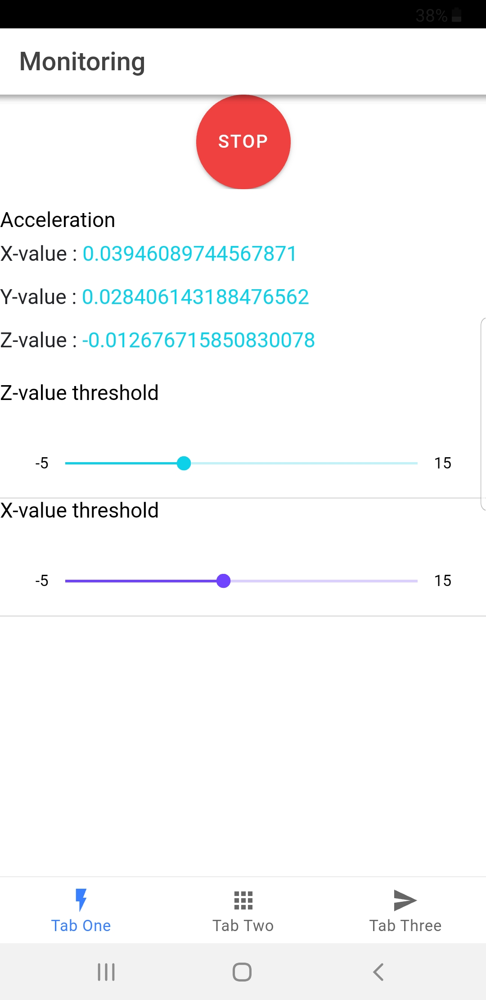 38%
Monitoring
STOP
Acceleration
X-value : 0.03946089744567871
Y-value : 0.028406143188476562
Z-value : -0.012676715850830078
Z-value threshold
-5 15
X-value threshold
-5 15
Tab One Tab Two Tab Three